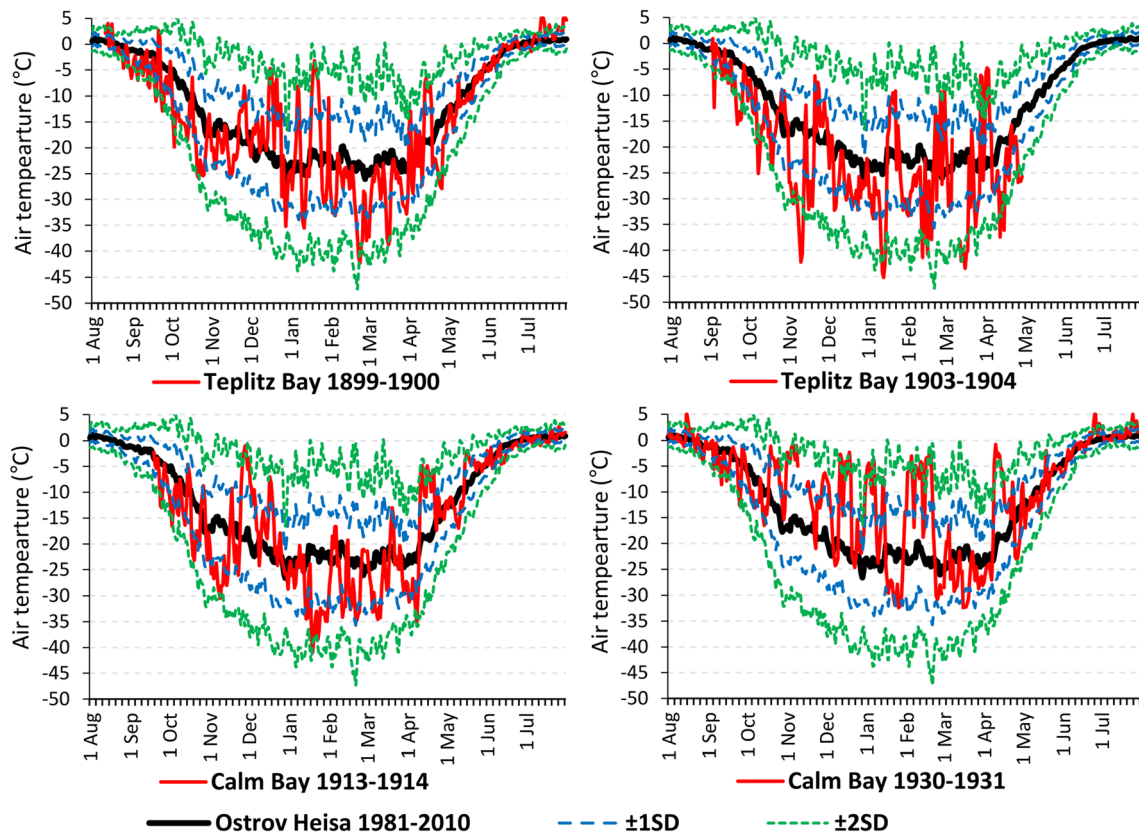 Air tempearture (°C)
5
0
-5
-10
-15
-20
-25
-30
-35
-40
-45
-50
1 Aug
1 Sep
1 Oct
1 Nov
1 Dec
1 Jan
1 Feb
1 Mar
1 Apr
1 May
1 Jun
1 Jul
Teplitz Bay 1899-1900
Air tempearture (°C)
5
0
-5
-10
-15
-20
-25
-30
-35
-40
-45
-50
1 Aug
1 Sep
1 Oct
1 Nov
1 Dec
1 Jan
1 Feb
1 Mar
1 Apr
1 May
1 Jun
1 Jul
Teplitz Bay 1903-1904
Air tempearture (°C)
5
0
-5
-10
-15
-20
-25
-30
-35
-40
-45
-50
1 Aug
1 Sep
1 Oct
1 Nov
1 Dec
1 Jan
1 Feb
1 Mar
1 Apr
1 May
1 Jun
1 Jul
Calm Bay 1913-1914
Air tempearture (°C)
5
0
-5
-10
-15
-20
-25
-30
-35
-40
-45
-50
1 Aug
1 Sep
1 Oct
1 Nov
1 Dec
1 Jan
1 Feb
1 Mar
1 Apr
1 May
1 Jun
1 Jul
Calm Bay 1930-1931
Ostrov Heisa 1981-2010 ±1SD ±2SD